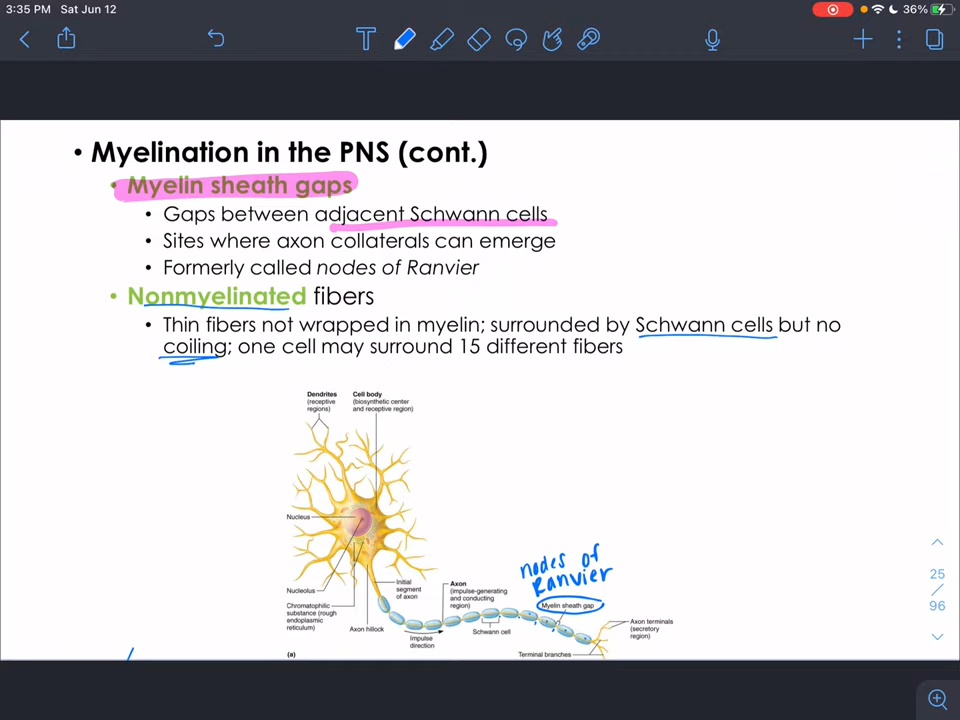 3:35 PM Sat Jun 12
36%
• Myelination in the PNS (cont.)
• Myelin sheath gaps
• Gaps between adjacent Schwann cells
• Sites where axon collaterals can emerge
• Formerly called nodes of Ranvier
• Nonmyelinated fibers
• Thin fibers not wrapped in myelin; surrounded by Schwann cells but no
coiling; one cell may surround 15 different fibers
Dendrites
(receptive
regions)
Cell body
(biosynthetic center
and receptive region)
Nucleus
Nucleolus
Chromatophilic
substance (rough
endoplasmic
reticulum)
Axon hillock
Initial
segment
of axon
Impulse
direction
Axon
(impulse-generating
and conducting
region)
Schwann cell
nodes of
Ranvier
Myelin sheath gap
Axon terminals
(secretory
region)
Terminal branches
(a)
25
/
96